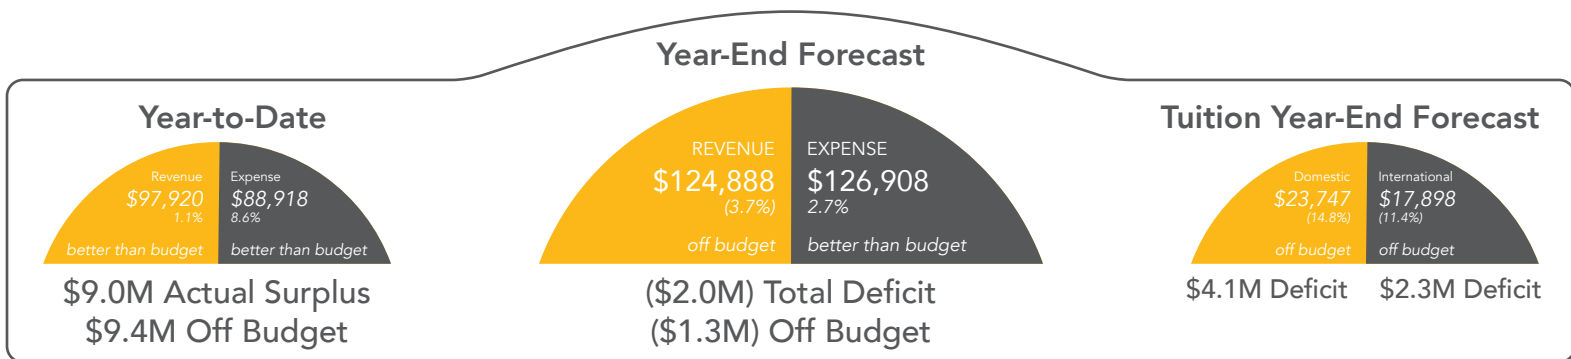 Year-to-Date
Revenue
$97,920
1.1%
better than budget
Expense
$88,918
8.6%
better than budget
$9.0M Actual Surplus
$9.4M Off Budget
Year-End Forecast
REVENUE
$124,888
(3.7%)
off budget
EXPENSE
$126,908
2.7%
better than budget
($2.0M) Total Deficit
($1.3M) Off Budget
Tuition Year-End Forecast
Domestic
$23,747
(14.8%)
off budget
International
$17,898
(11.4%)
off budget
$4.1M Deficit
$2.3M Deficit